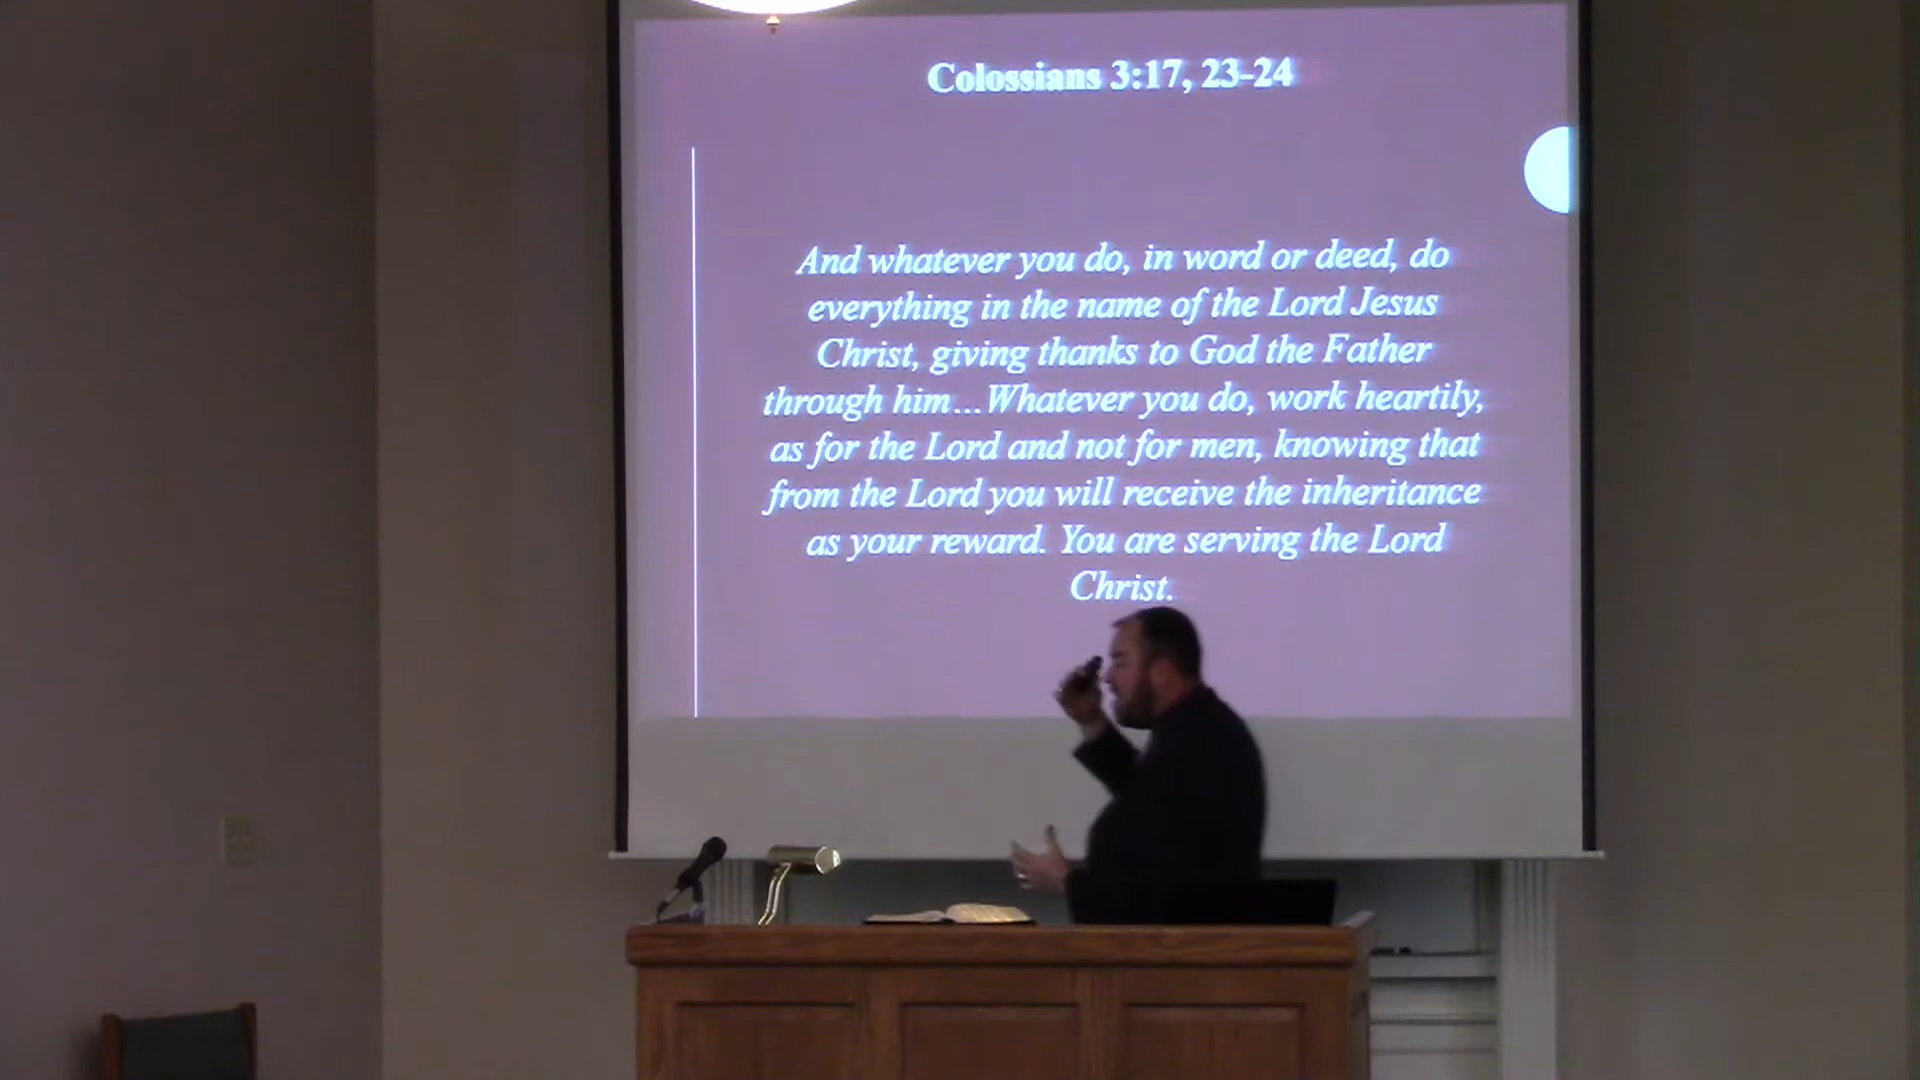 Colossians 3:17, 23-24
And whatever you do, in word or deed, do
everything in the name of the Lord Jesus
Christ, giving thanks to God the Father
through him…Whatever you do, work heartily,
as for the Lord and not for men, knowing that
from the Lord you will receive the inheritance
as your reward. You are serving the Lord
Christ.